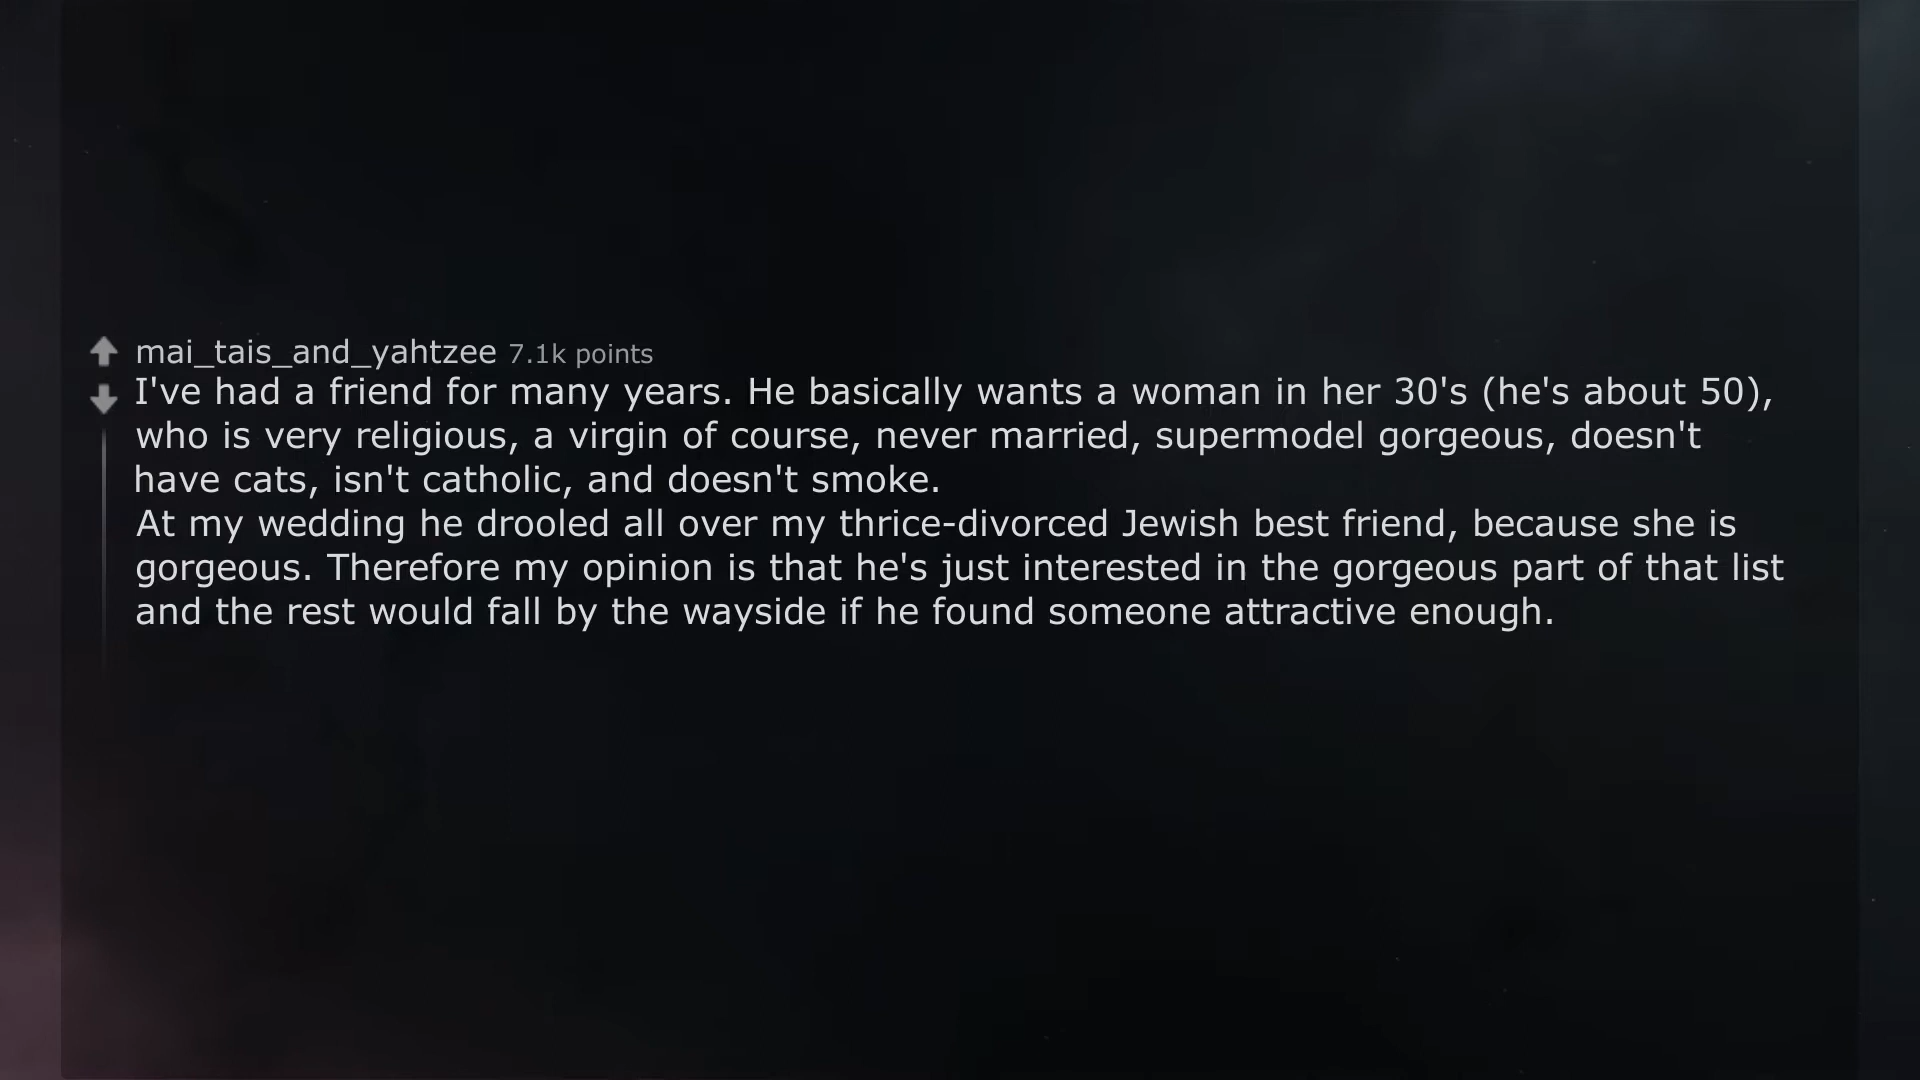 mai_tais_and_yahtzee 7.1k points
I've had a friend for many years. He basically wants a woman in her 30's (he's about 50),
who is very religious, a virgin of course, never married, supermodel gorgeous, doesn't
have cats, isn't catholic, and doesn't smoke.
At my wedding he drooled all over my thrice-divorced Jewish best friend, because she is
gorgeous. Therefore my opinion is that he's just interested in the gorgeous part of that list
and the rest would fall by the wayside if he found someone attractive enough.